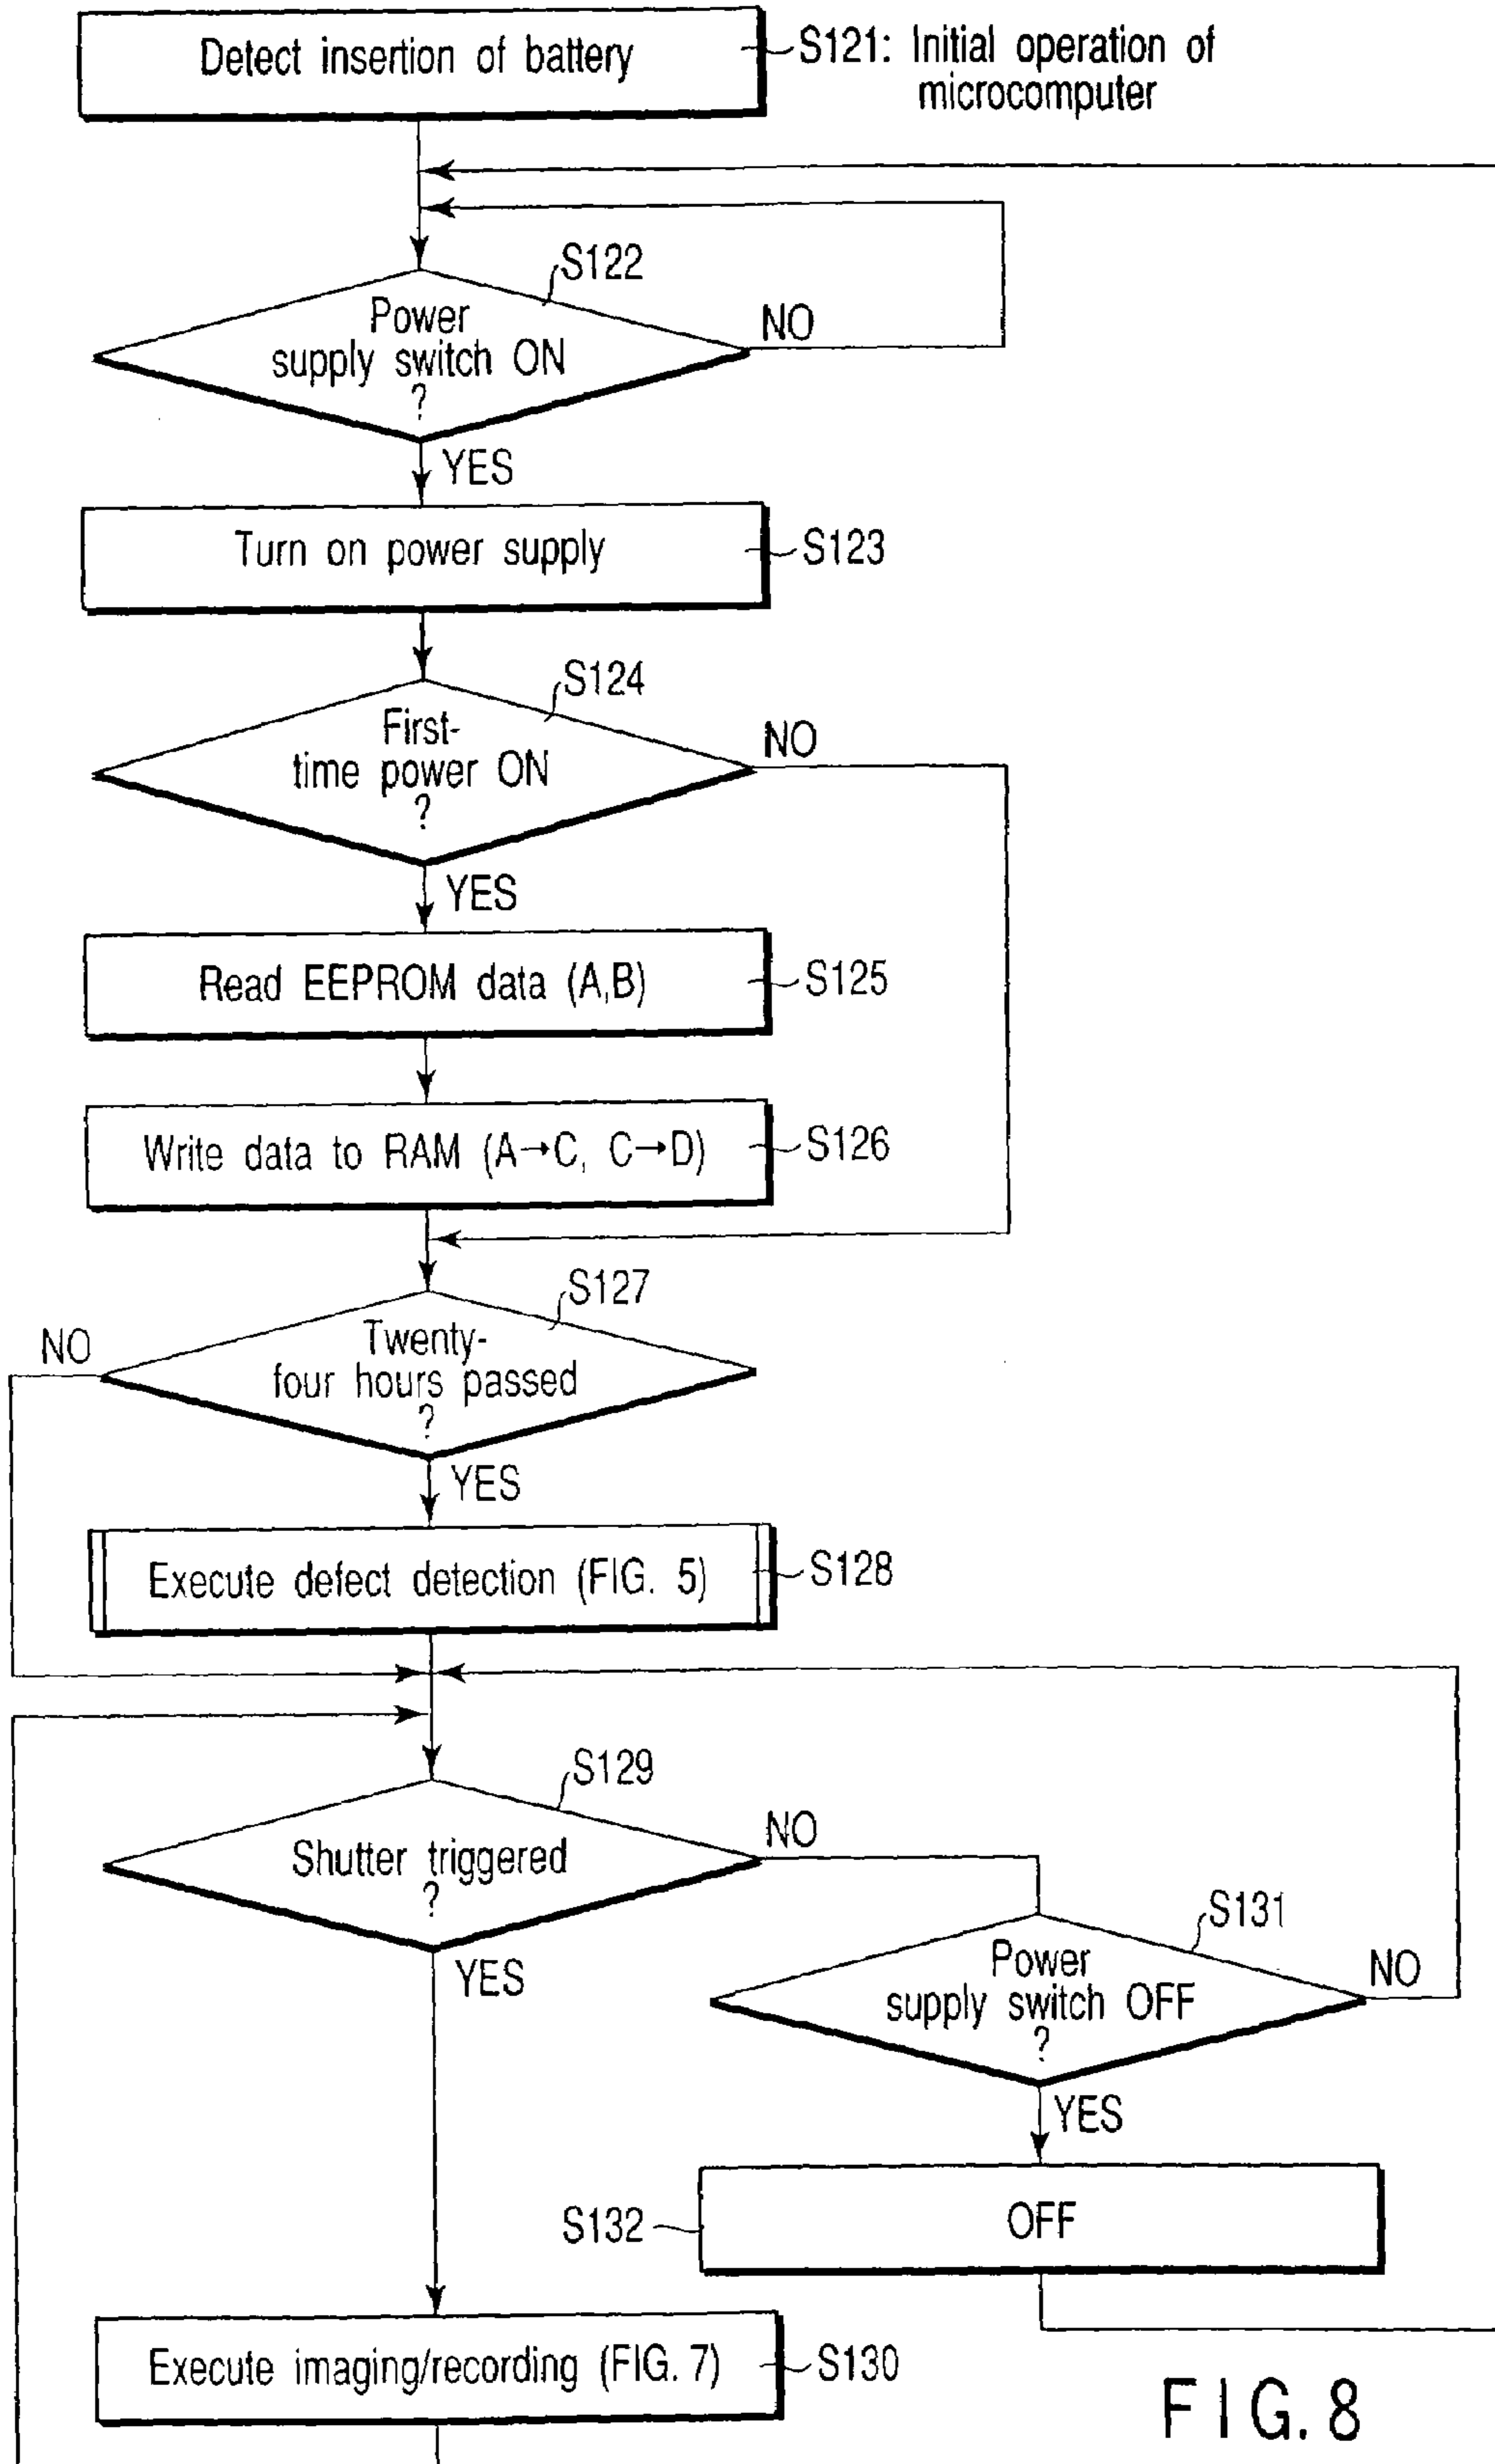 Detect insertion of battery
S121: Initial operation of
microcomputer
S122
Power
supply switch ON
?
NO
YES
Turn on power supply
S123
S124
First-
time power ON
?
NO
YES
Read EEPROM data (A,B)
S125
Write data to RAM (A→C, C→D)
S126
S127
NO
Twenty-
four hours passed
?
YES
Execute defect detection (FIG. 5)
S128
S129
Shutter triggered
?
NO
YES
S131
Power
supply switch OFF
?
NO
YES
S132
OFF
Execute imaging/recording (FIG. 7)
S130
FIG. 8